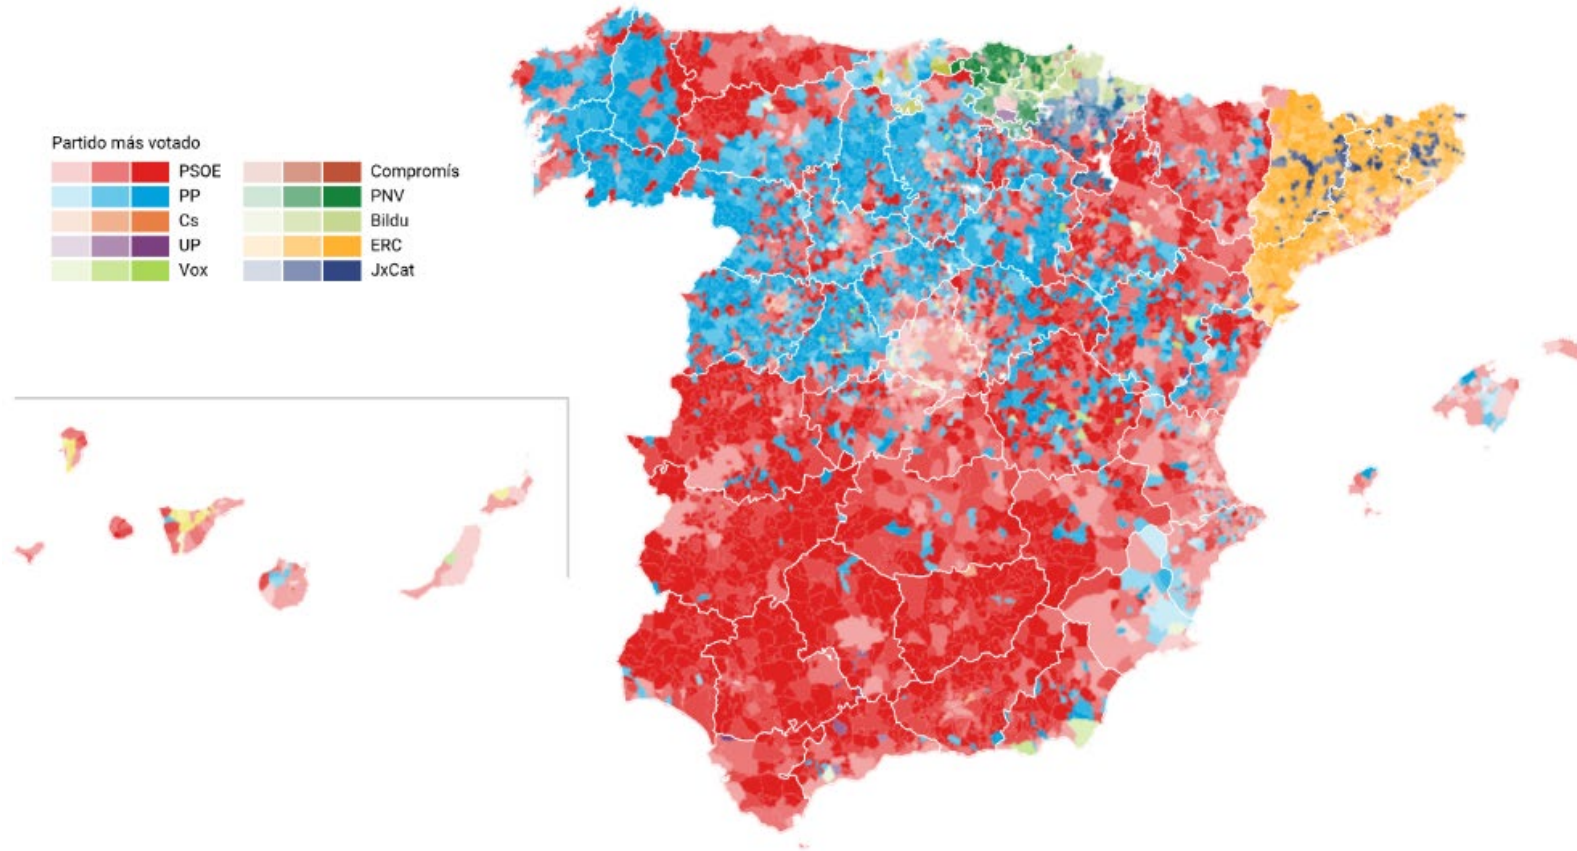 Partido más votado
PSOE Compromís
PP PNV
Cs Bildu
UP ERC
Vox JxCat